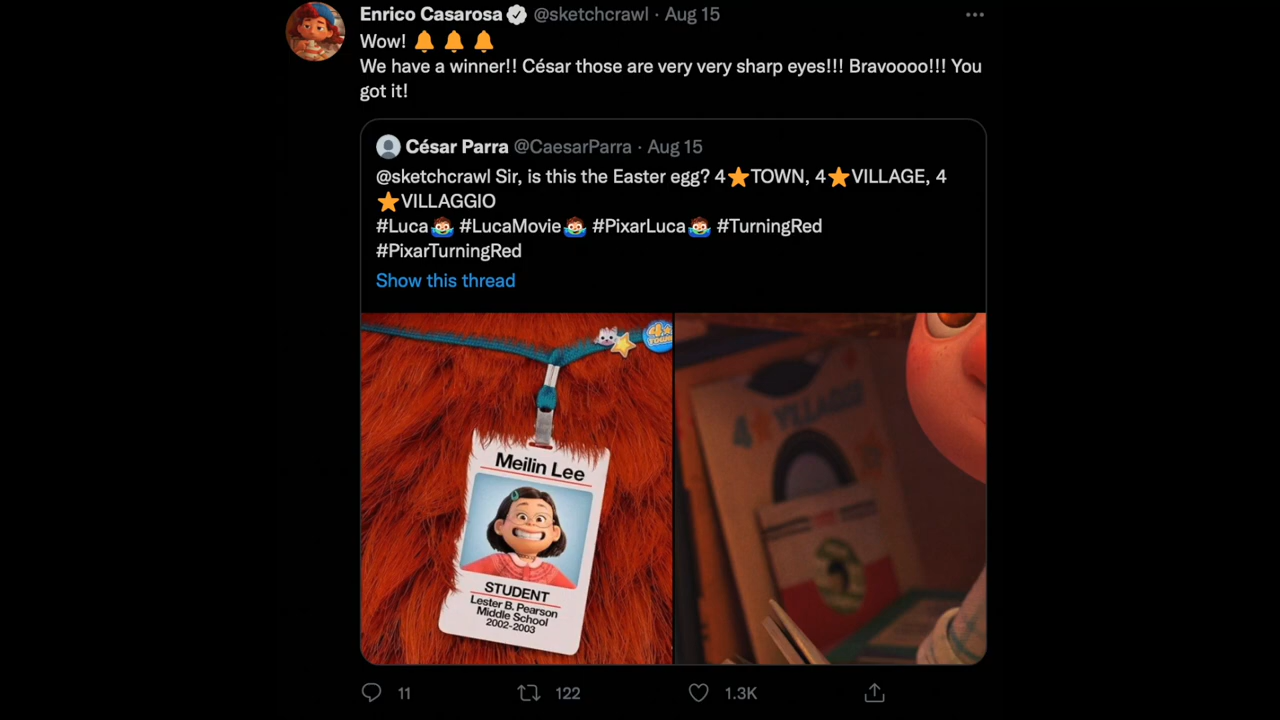 Enrico Casarosa @sketchcrawl · Aug 15
Wow! 🔔 🔔 🔔
We have a winner!! César those are very very sharp eyes!!! Bravoooo!!! You
got it!
César Parra @CaesarParra · Aug 15
@sketchcrawl Sir, is this the Easter egg? 4⭐TOWN, 4⭐VILLAGE, 4
⭐VILLAGGIO
#Luca #LucaMovie #PixarLuca #TurningRed
#PixarTurningRed
Show this thread
4★
TOWN
Meilin Lee
STUDENT
Lester B. Pearson
Middle School
2002-2003
11
122
1.3K